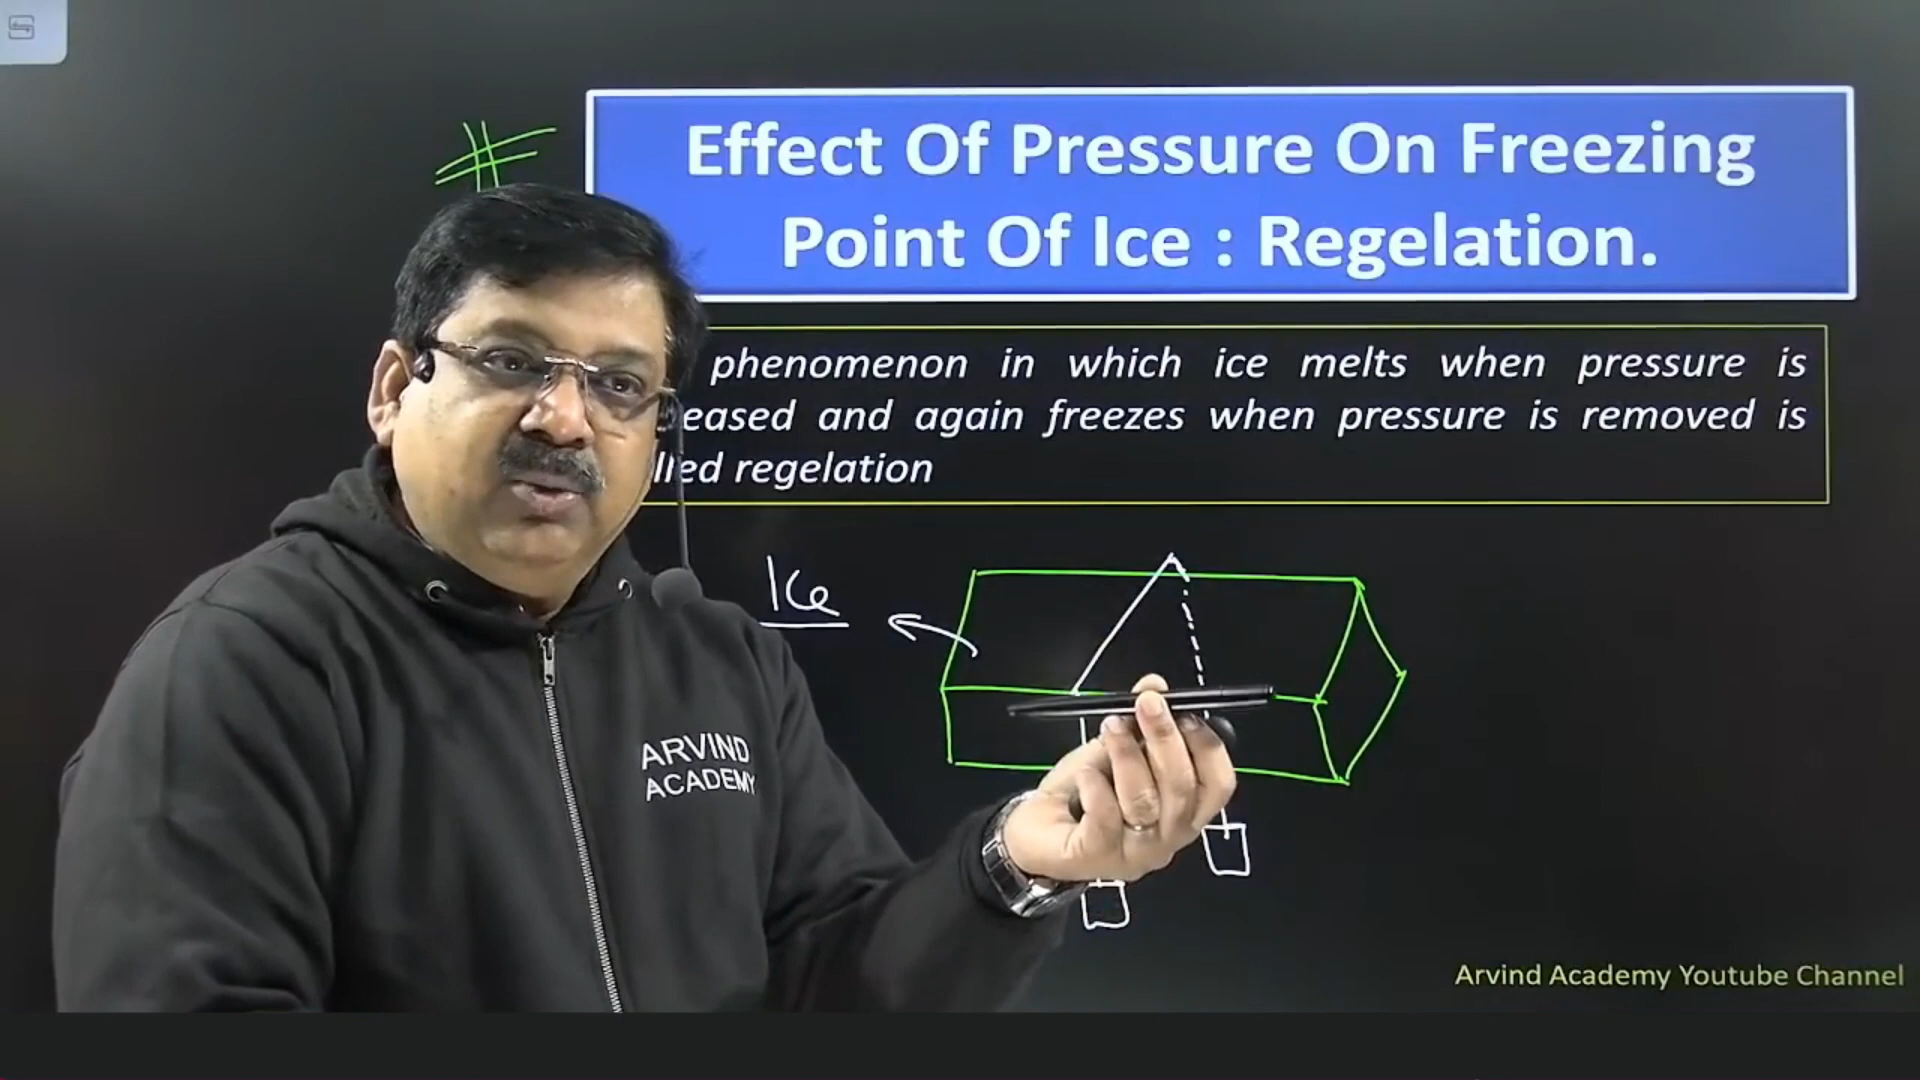 Effect Of Pressure On Freezing
Point Of Ice : Regelation.
phenomenon in which ice melts when pressure is
eased and again freezes when pressure is removed is
lled regelation
Ice
ARVIND
ACADEMY
Arvind Academy Youtube Channel